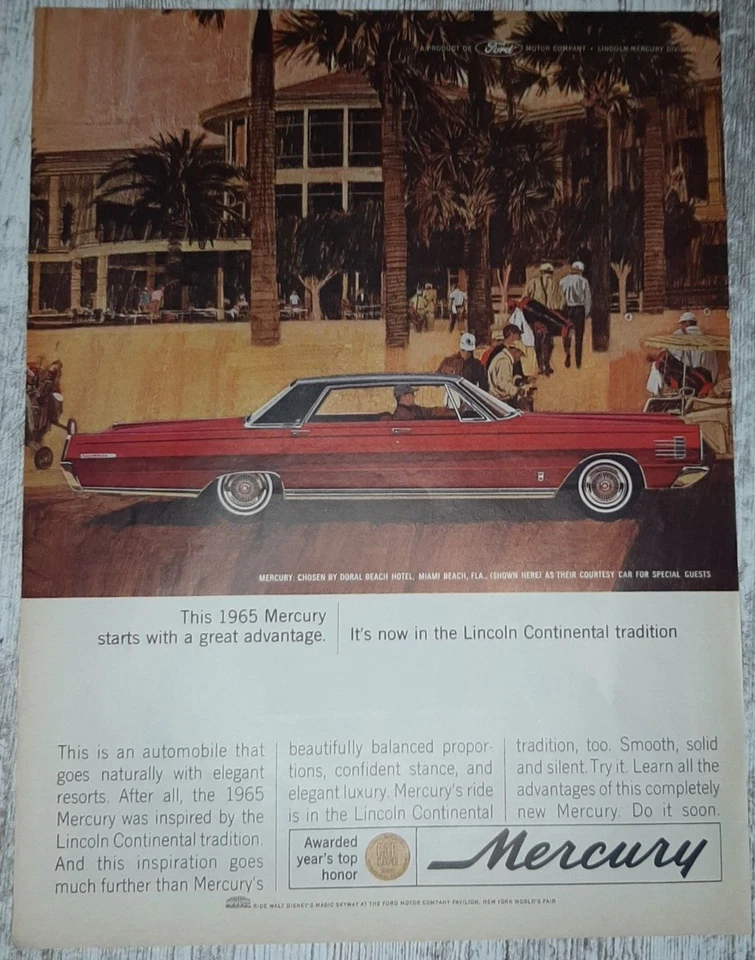 A PRODUCT OF Ford MOTOR COMPANY • LINCOLN-MERCURY DIVISION
MERCURY: CHOSEN BY DORAL BEACH HOTEL, MIAMI BEACH, FLA., (SHOWN HERE) AS THEIR COURTESY CAR FOR SPECIAL GUESTS
This 1965 Mercury
starts with a great advantage.
It's now in the Lincoln Continental tradition
This is an automobile that
goes naturally with elegant
resorts. After all, the 1965
Mercury was inspired by the
Lincoln Continental tradition.
And this inspiration goes
much further than Mercury's
beautifully balanced propor-
tions, confident stance, and
elegant luxury. Mercury's ride
is in the Lincoln Continental
tradition, too. Smooth, solid
and silent. Try it. Learn all the
advantages of this completely
new Mercury. Do it soon.
Awarded
year's top
honor
Mercury
RIDE WALT DISNEY'S MAGIC SKYWAY AT THE FORD MOTOR COMPANY PAVILION, NEW YORK WORLD'S FAIR